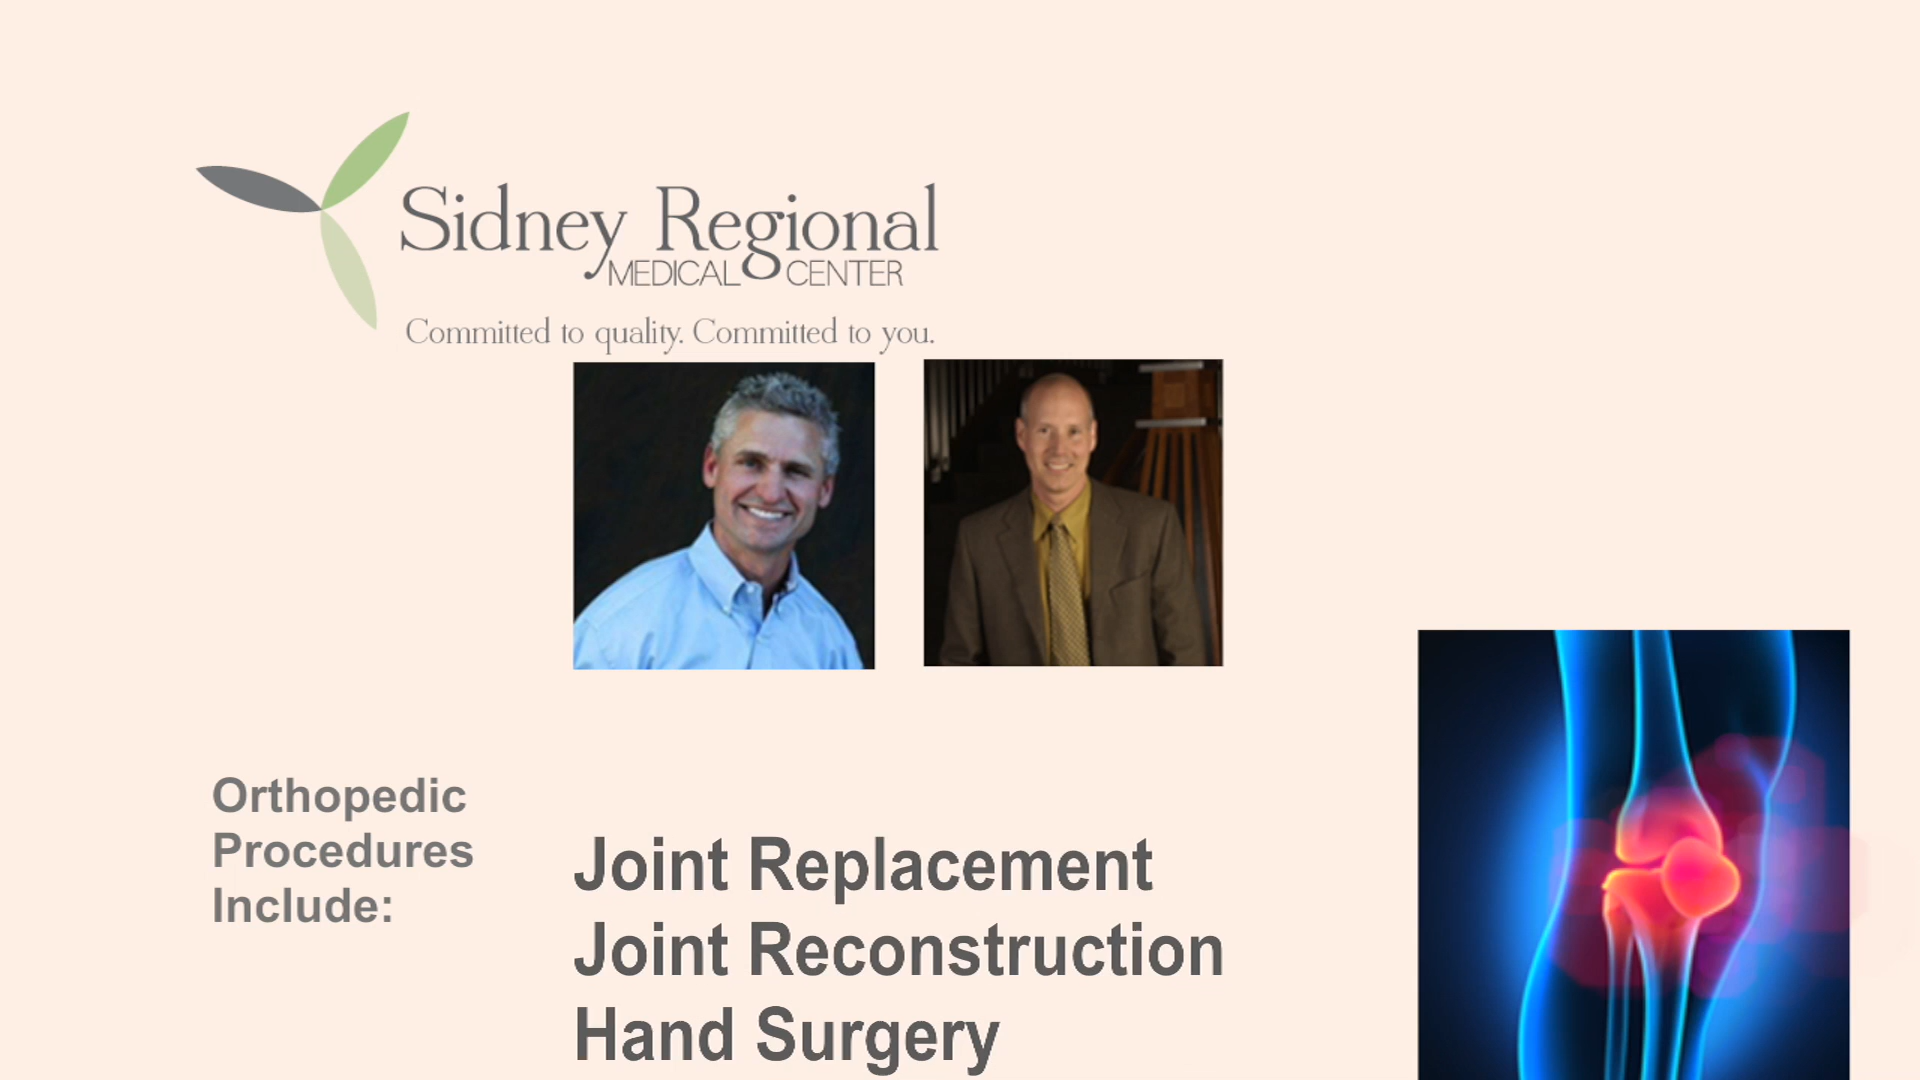 Sidney Regional
MEDICAL CENTER
Committed to quality. Committed to you.
Orthopedic
Procedures
Include:
Joint Replacement
Joint Reconstruction
Hand Surgery